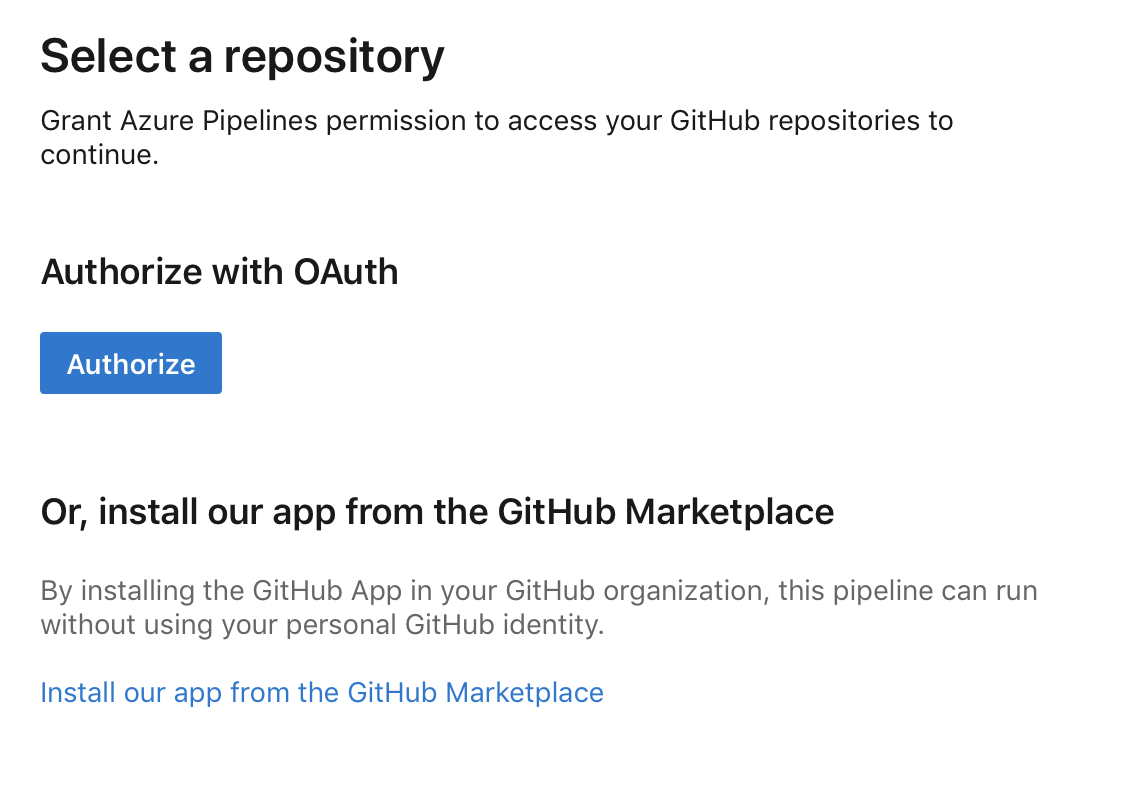 Select a repository
Grant Azure Pipelines permission to access your GitHub repositories to
continue.
Authorize with OAuth
Authorize
Or, install our app from the GitHub Marketplace
By installing the GitHub App in your GitHub organization, this pipeline can run
without using your personal GitHub identity.
Install our app from the GitHub Marketplace